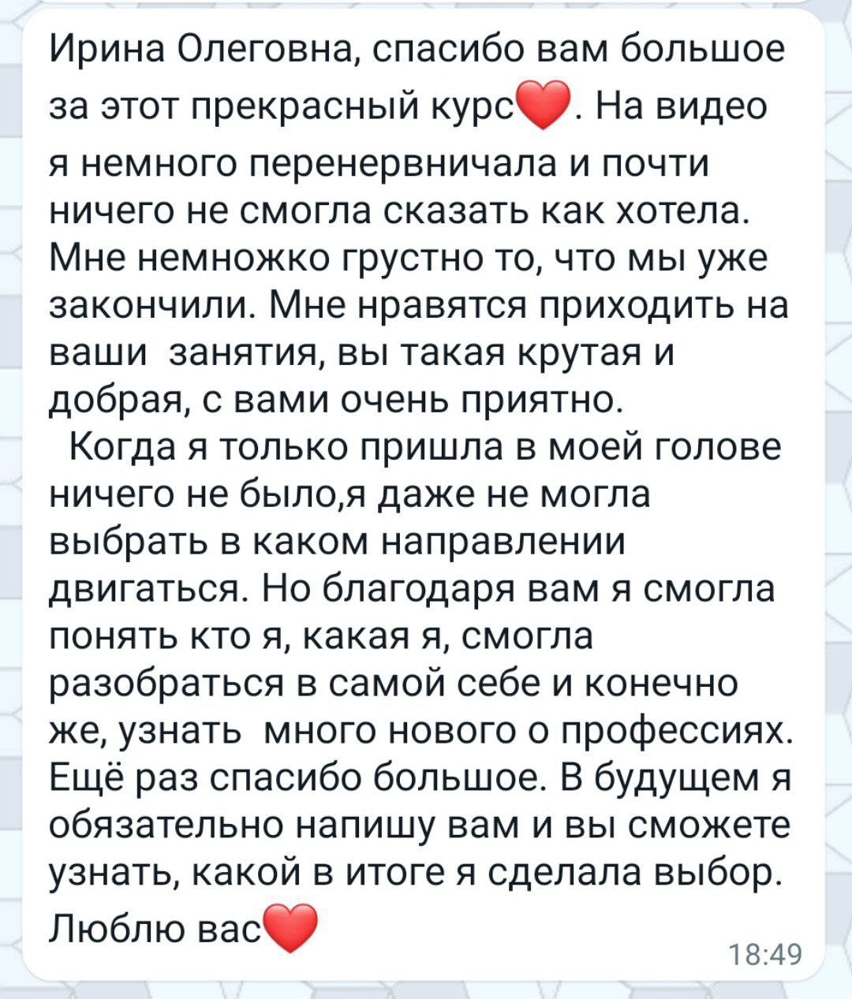 Ирина Олеговна, спасибо вам большое
за этот прекрасный курс❤️. На видео
я немного перенервничала и почти
ничего не смогла сказать как хотела.
Мне немножко грустно то, что мы уже
закончили. Мне нравятся приходить на
ваши  занятия, вы такая крутая и
добрая, с вами очень приятно.
  Когда я только пришла в моей голове
ничего не было,я даже не могла
выбрать в каком направлении
двигаться. Но благодаря вам я смогла
понять кто я, какая я, смогла
разобраться в самой себе и конечно
же, узнать  много нового о профессиях.
Ещё раз спасибо большое. В будущем я
обязательно напишу вам и вы сможете
узнать, какой в итоге я сделала выбор.
Люблю вас❤️
18:49